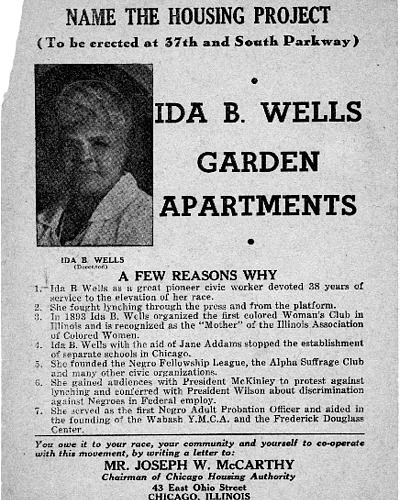 NAME THE HOUSING PROJECT
(To be erected at 37th and South Parkway)
IDA B. WELLS
GARDEN
APARTMENTS
IDA B. WELLS
A FEW REASONS WHY
1. Ida B Wells as a great pioneer civic worker devoted 38 years of
service to the elevation of her race.
2. She fought lynching through the press and from the platform.
3. In 1893 Ida B. Wells organized the first colored Woman's Club in
Illinois and is recognized as the "Mother" of the Illinois Association
of Colored Women.
4. Ida B. Wells with the aid of Jane Addams stopped the establishment
of separate schools in Chicago.
5. She founded the Negro Fellowship League, the Alpha Suffrage Club
and many other civic organizations.
6. She gained audiences with President McKinley to protest against
lynching and conferred with President Wilson about discrimination
against Negroes in Federal employ.
7. She served as the first Negro Adult Probation Officer and aided in
the founding of the Wabash Y.M.C.A. and the Frederick Douglass
Center.
You owe it to your race, your community and yourself to co-operate
with this movement, by writing a letter to:
MR. JOSEPH W. McCARTHY
Chairman of Chicago Housing Authority
43 East Ohio Street
CHICAGO, ILLINOIS